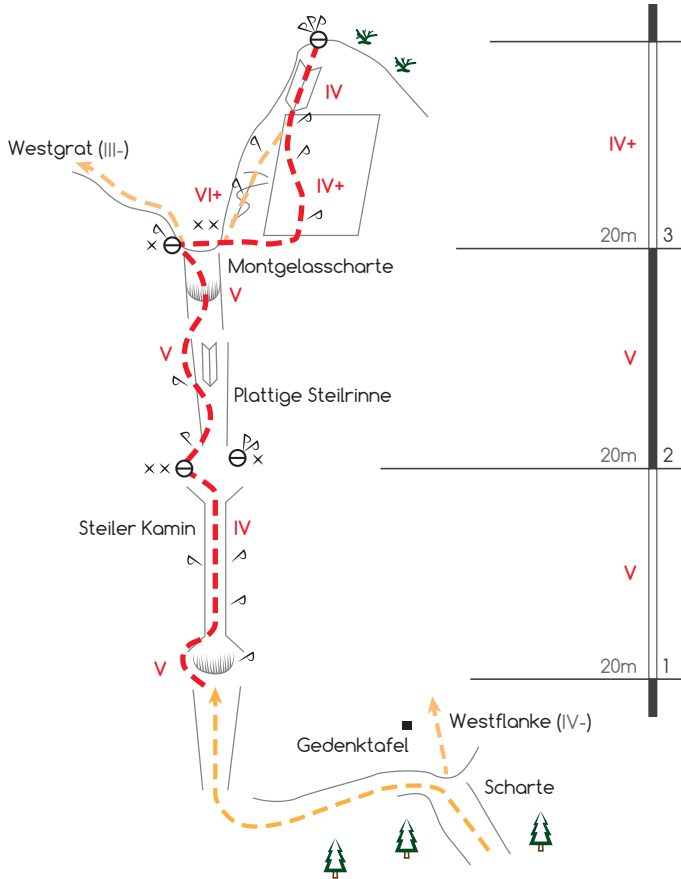 IV
IV+
Westgrat (III-)
VI+
IV+
20m 3
Montgelasscharte
V
V
V
Plattige Steilrinne
20m 2
Steiler Kamin
IV
V
V
20m 1
Westflanke (IV-)
Gedenktafel
Scharte